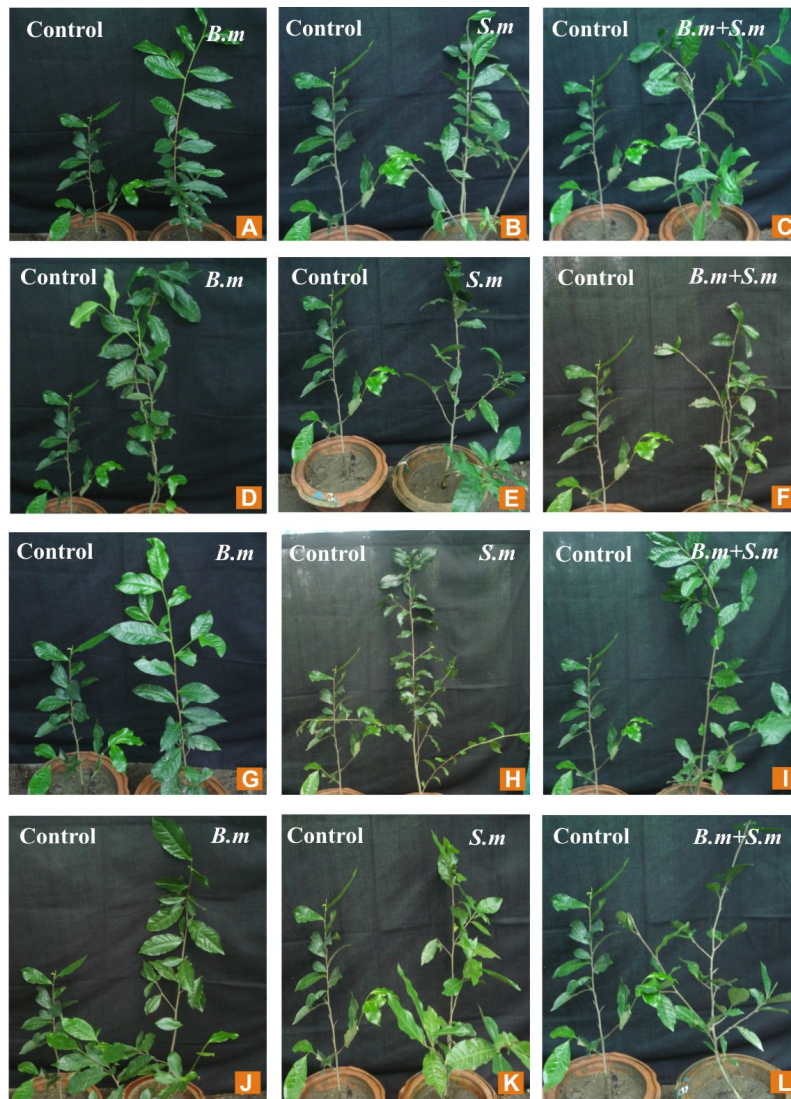 Control B.m
A
Control S.m
B
Control B.m+S.m
C
Control B.m
D
Control S.m
E
Control B.m+S.m
F
Control B.m
G
Control S.m
H
Control B.m+S.m
I
Control B.m
J
Control S.m
K
Control B.m+S.m
L